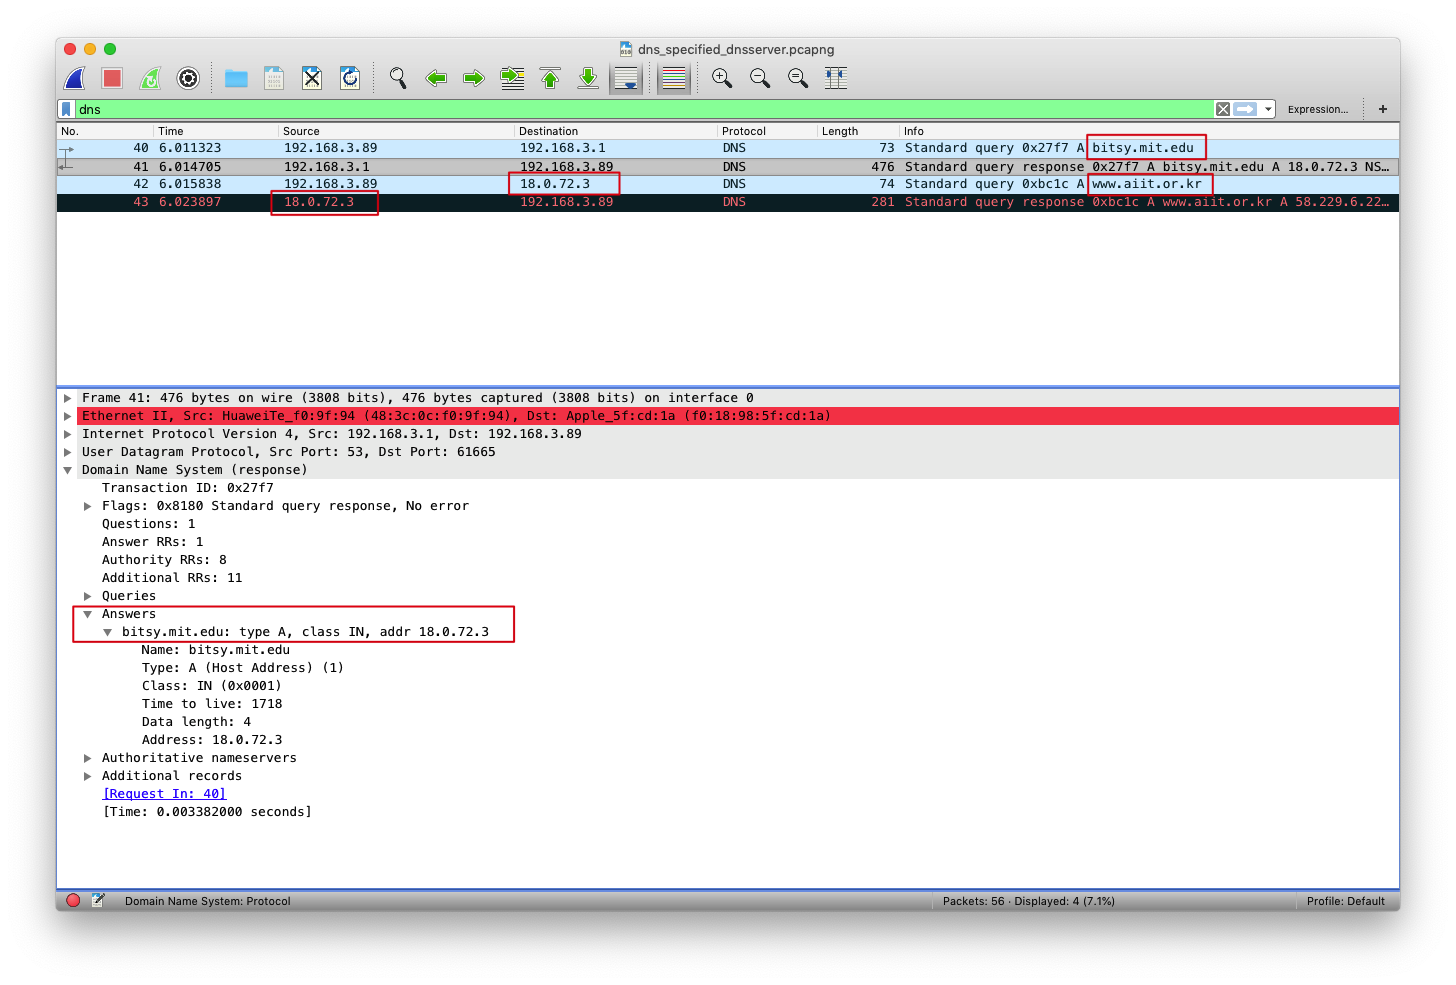 dns_specified_dnsserver.pcapng
dns
Expression...
+
No. Time Source Destination Protocol Length Info
40 6.011323 192.168.3.89 192.168.3.1 DNS 73 Standard query 0x27f7 A bitsy.mit.edu
41 6.014705 192.168.3.1 192.168.3.89 DNS 476 Standard query response 0x27f7 A bitsy.mit.edu A 18.0.72.3 NS…
42 6.015838 192.168.3.89 18.0.72.3 DNS 74 Standard query 0xbc1c A www.aiit.or.kr
43 6.023897 18.0.72.3 192.168.3.89 DNS 281 Standard query response 0xbc1c A www.aiit.or.kr A 58.229.6.22…
Frame 41: 476 bytes on wire (3808 bits), 476 bytes captured (3808 bits) on interface 0
Ethernet II, Src: HuaweiTe_f0:9f:94 (48:3c:0c:f0:9f:94), Dst: Apple_5f:cd:1a (f0:18:98:5f:cd:1a)
Internet Protocol Version 4, Src: 192.168.3.1, Dst: 192.168.3.89
User Datagram Protocol, Src Port: 53, Dst Port: 61665
Domain Name System (response)
Transaction ID: 0x27f7
Flags: 0x8180 Standard query response, No error
Questions: 1
Answer RRs: 1
Authority RRs: 8
Additional RRs: 11
Queries
Answers
bitsy.mit.edu: type A, class IN, addr 18.0.72.3
Name: bitsy.mit.edu
Type: A (Host Address) (1)
Class: IN (0x0001)
Time to live: 1718
Data length: 4
Address: 18.0.72.3
Authoritative nameservers
Additional records
[Request In: 40]
[Time: 0.003382000 seconds]
Domain Name System: Protocol
Packets: 56 · Displayed: 4 (7.1%)
Profile: Default